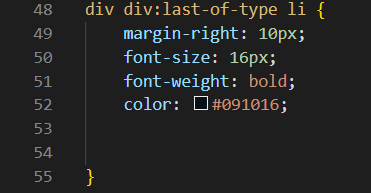 48 div div:last-of-type li {
49 margin-right: 10px;
50 font-size: 16px;
51 font-weight: bold;
52 color: #091016;
53
54
55 }